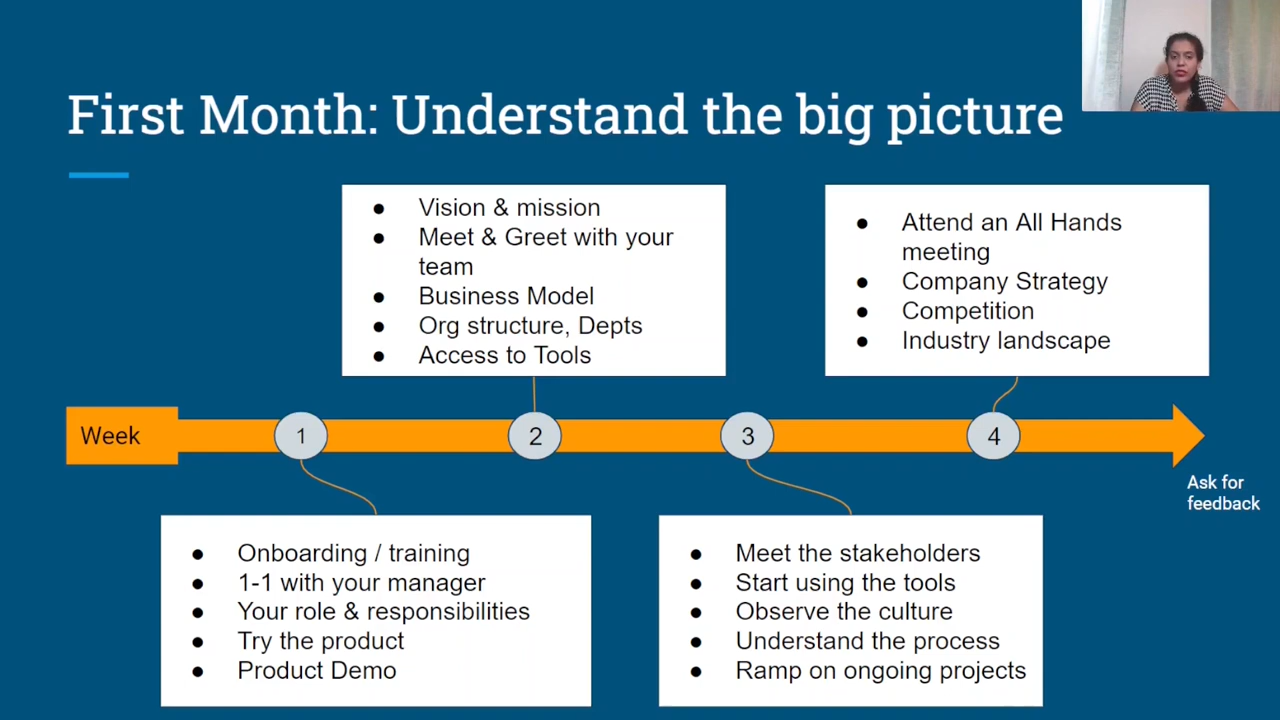 First Month: Understand the big picture
● Vision & mission
● Meet & Greet with your
team
● Business Model
● Org structure, Depts
● Access to Tools
● Attend an All Hands
meeting
● Company Strategy
● Competition
● Industry landscape
Week
1
2
3
4
Ask for
feedback
● Onboarding / training
● 1-1 with your manager
● Your role & responsibilities
● Try the product
● Product Demo
● Meet the stakeholders
● Start using the tools
● Observe the culture
● Understand the process
● Ramp on ongoing projects